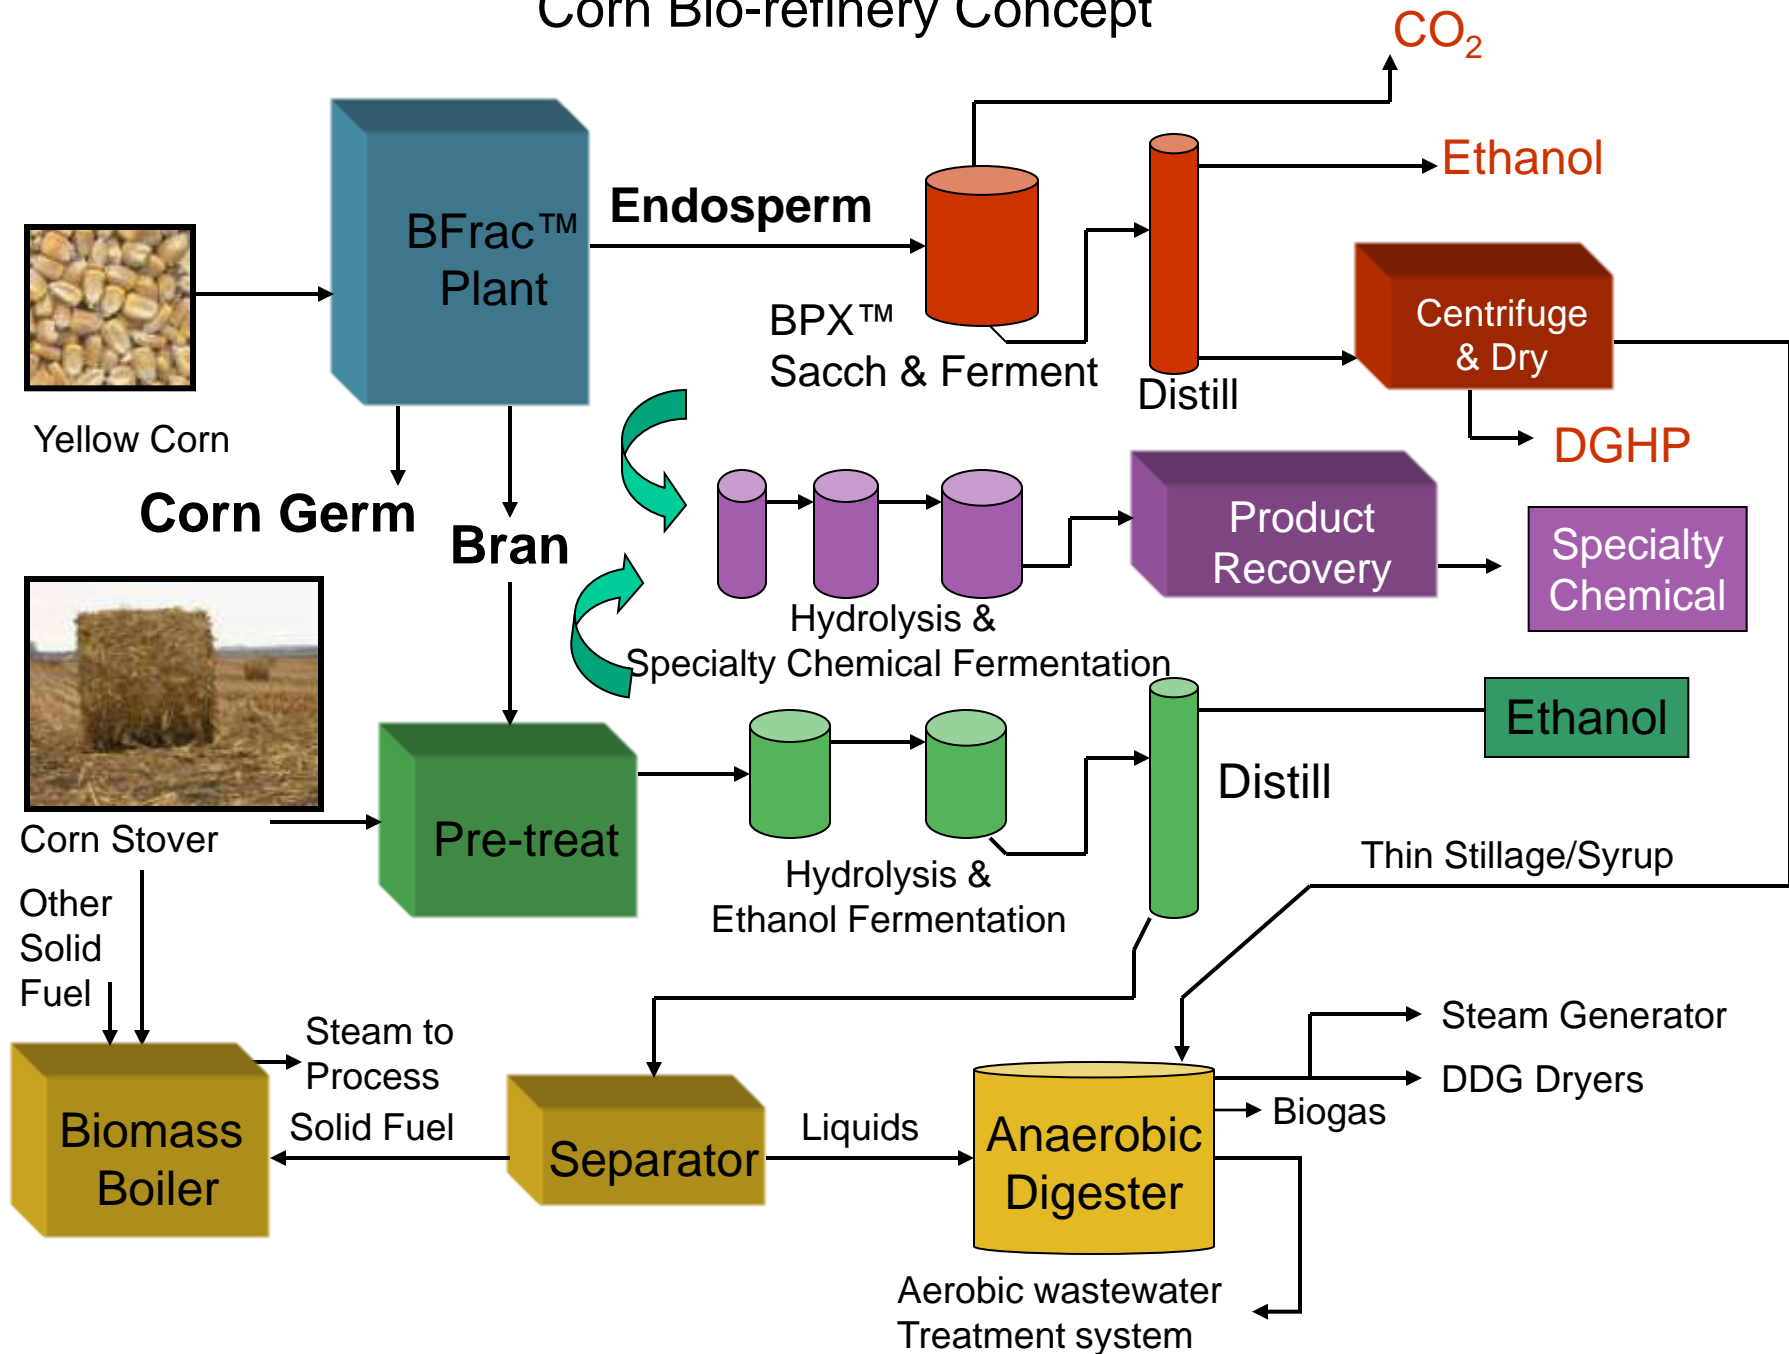 Corn Bio-refinery Concept
CO₂
Ethanol
BFrac™
Plant
Endosperm
Centrifuge
& Dry
BPX™
Sacch & Ferment
Distill
Yellow Corn
DGHP
Corn Germ
Bran
Product
Recovery
Specialty
Chemical
Hydrolysis &
Specialty Chemical Fermentation
Ethanol
Distill
Corn Stover
Pre-treat
Hydrolysis &
Ethanol Fermentation
Thin Stillage/Syrup
Other
Solid
Fuel
Steam to
Process
Steam Generator
DDG Dryers
Biogas
Biomass
Boiler
Solid Fuel
Separator
Liquids
Anaerobic
Digester
Aerobic wastewater
Treatment system